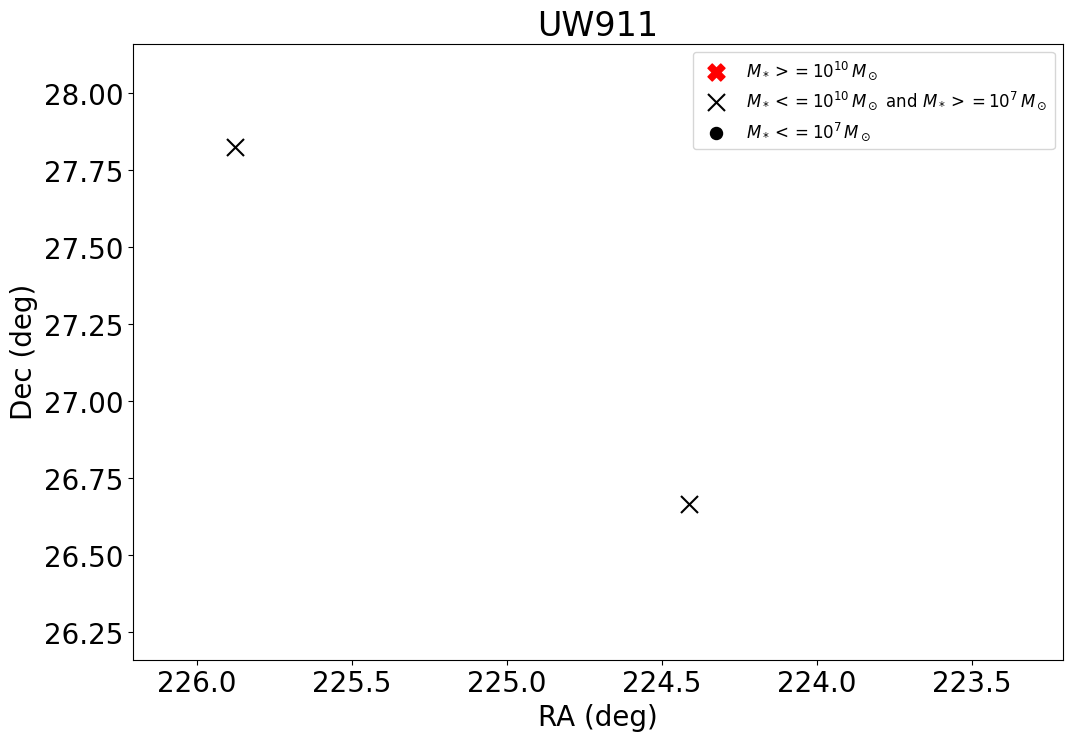 UW911
M* >= 10^10 M⊙
M* <= 10^10 M⊙ and M* >= 10^7 M⊙
M* <= 10^7 M⊙
28.00
27.75
27.50
27.25
27.00
26.75
26.50
26.25
Dec (deg)
226.0 225.5 225.0 224.5 224.0 223.5
RA (deg)